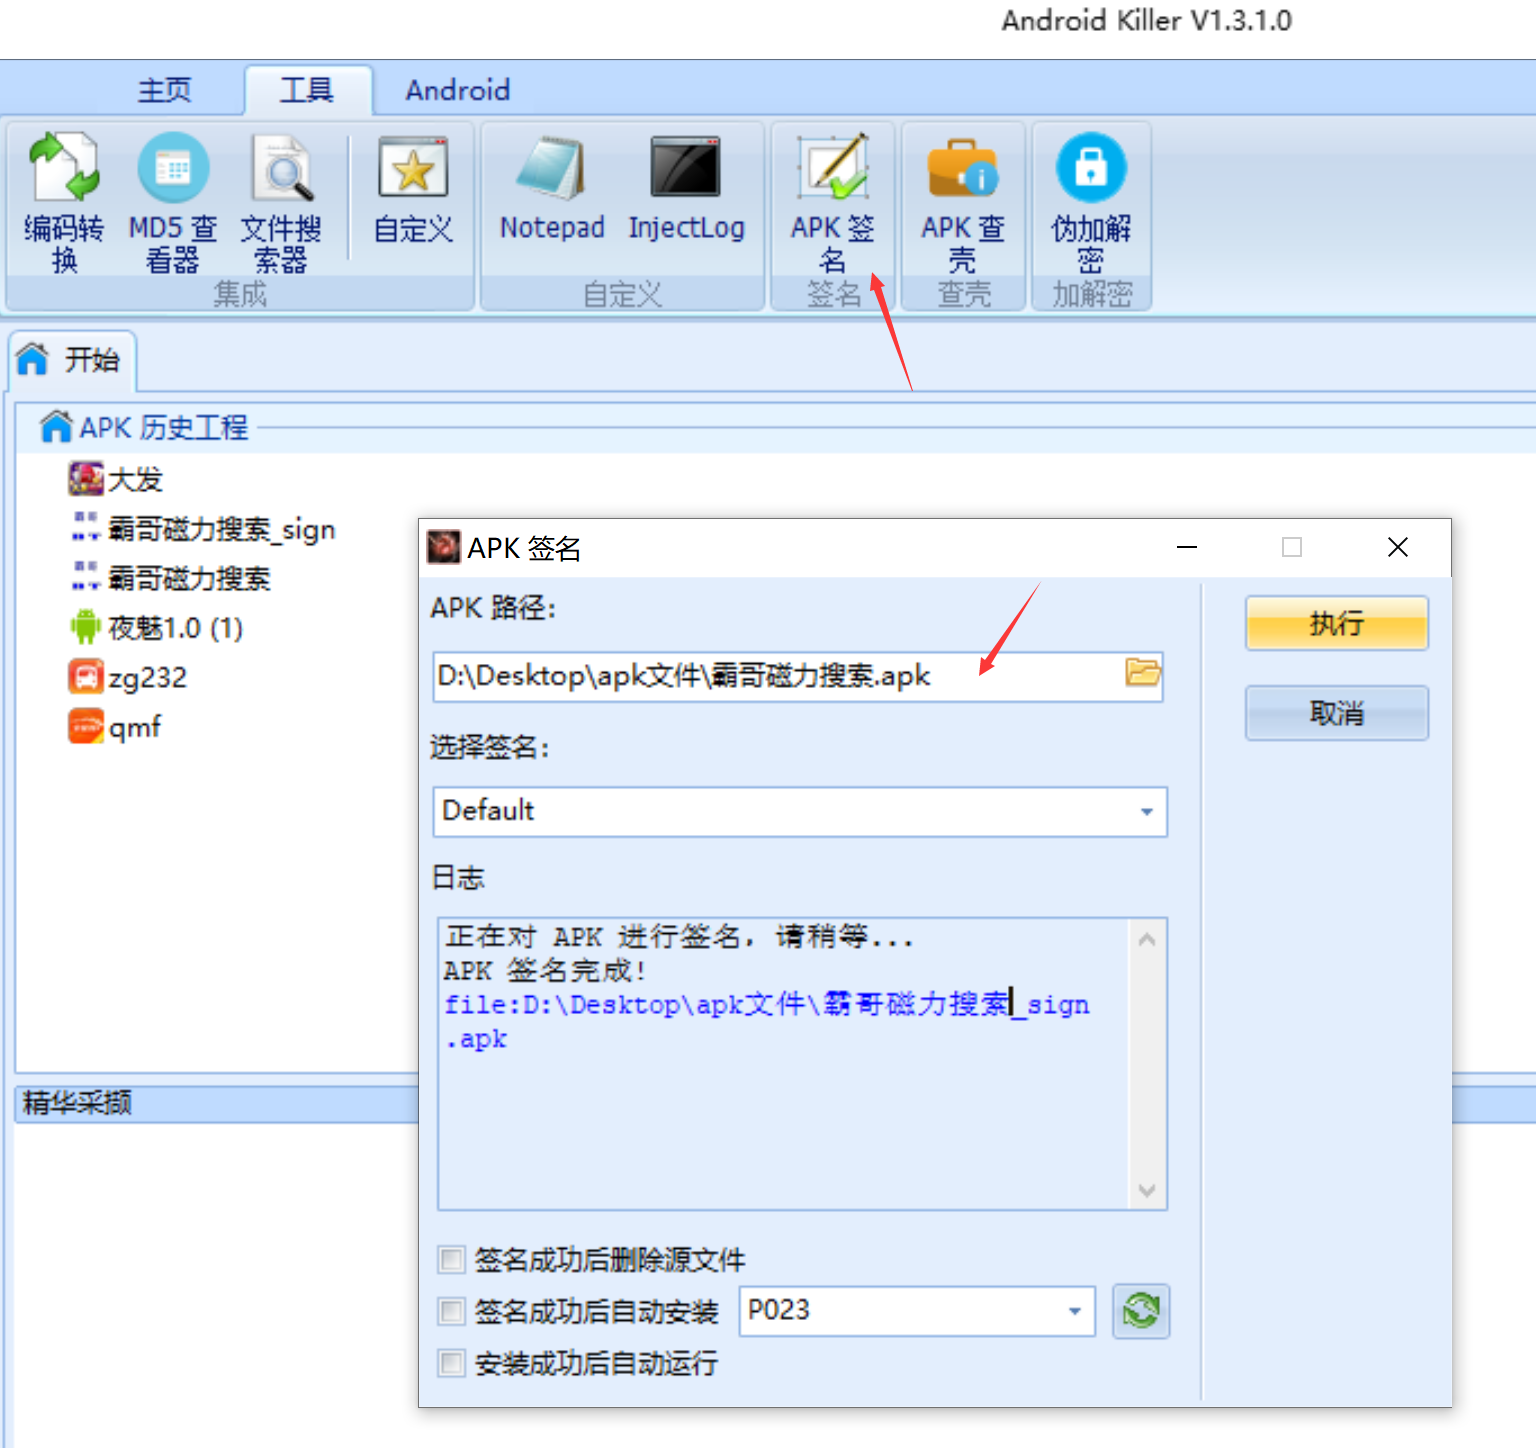 Android Killer V1.3.1.0
主页 工具 Android
编码转换
MD5 查看器
文件搜索器
自定义
Notepad
InjectLog
APK 签名
APK 查壳
伪加解密
集成 自定义 签名 查壳 加解密
开始
APK 历史工程
大发
霸哥磁力搜索_sign
霸哥磁力搜索
夜魅1.0 (1)
zg232
qmf
精华采撷
APK 签名
APK 路径:
D:\Desktop\apk文件\霸哥磁力搜索.apk
执行
取消
选择签名:
Default
日志
正在对 APK 进行签名, 请稍等...
APK 签名完成!
file:D:\Desktop\apk文件\霸哥磁力搜索_sign
.apk
签名成功后删除源文件
签名成功后自动安装 P023
安装成功后自动运行